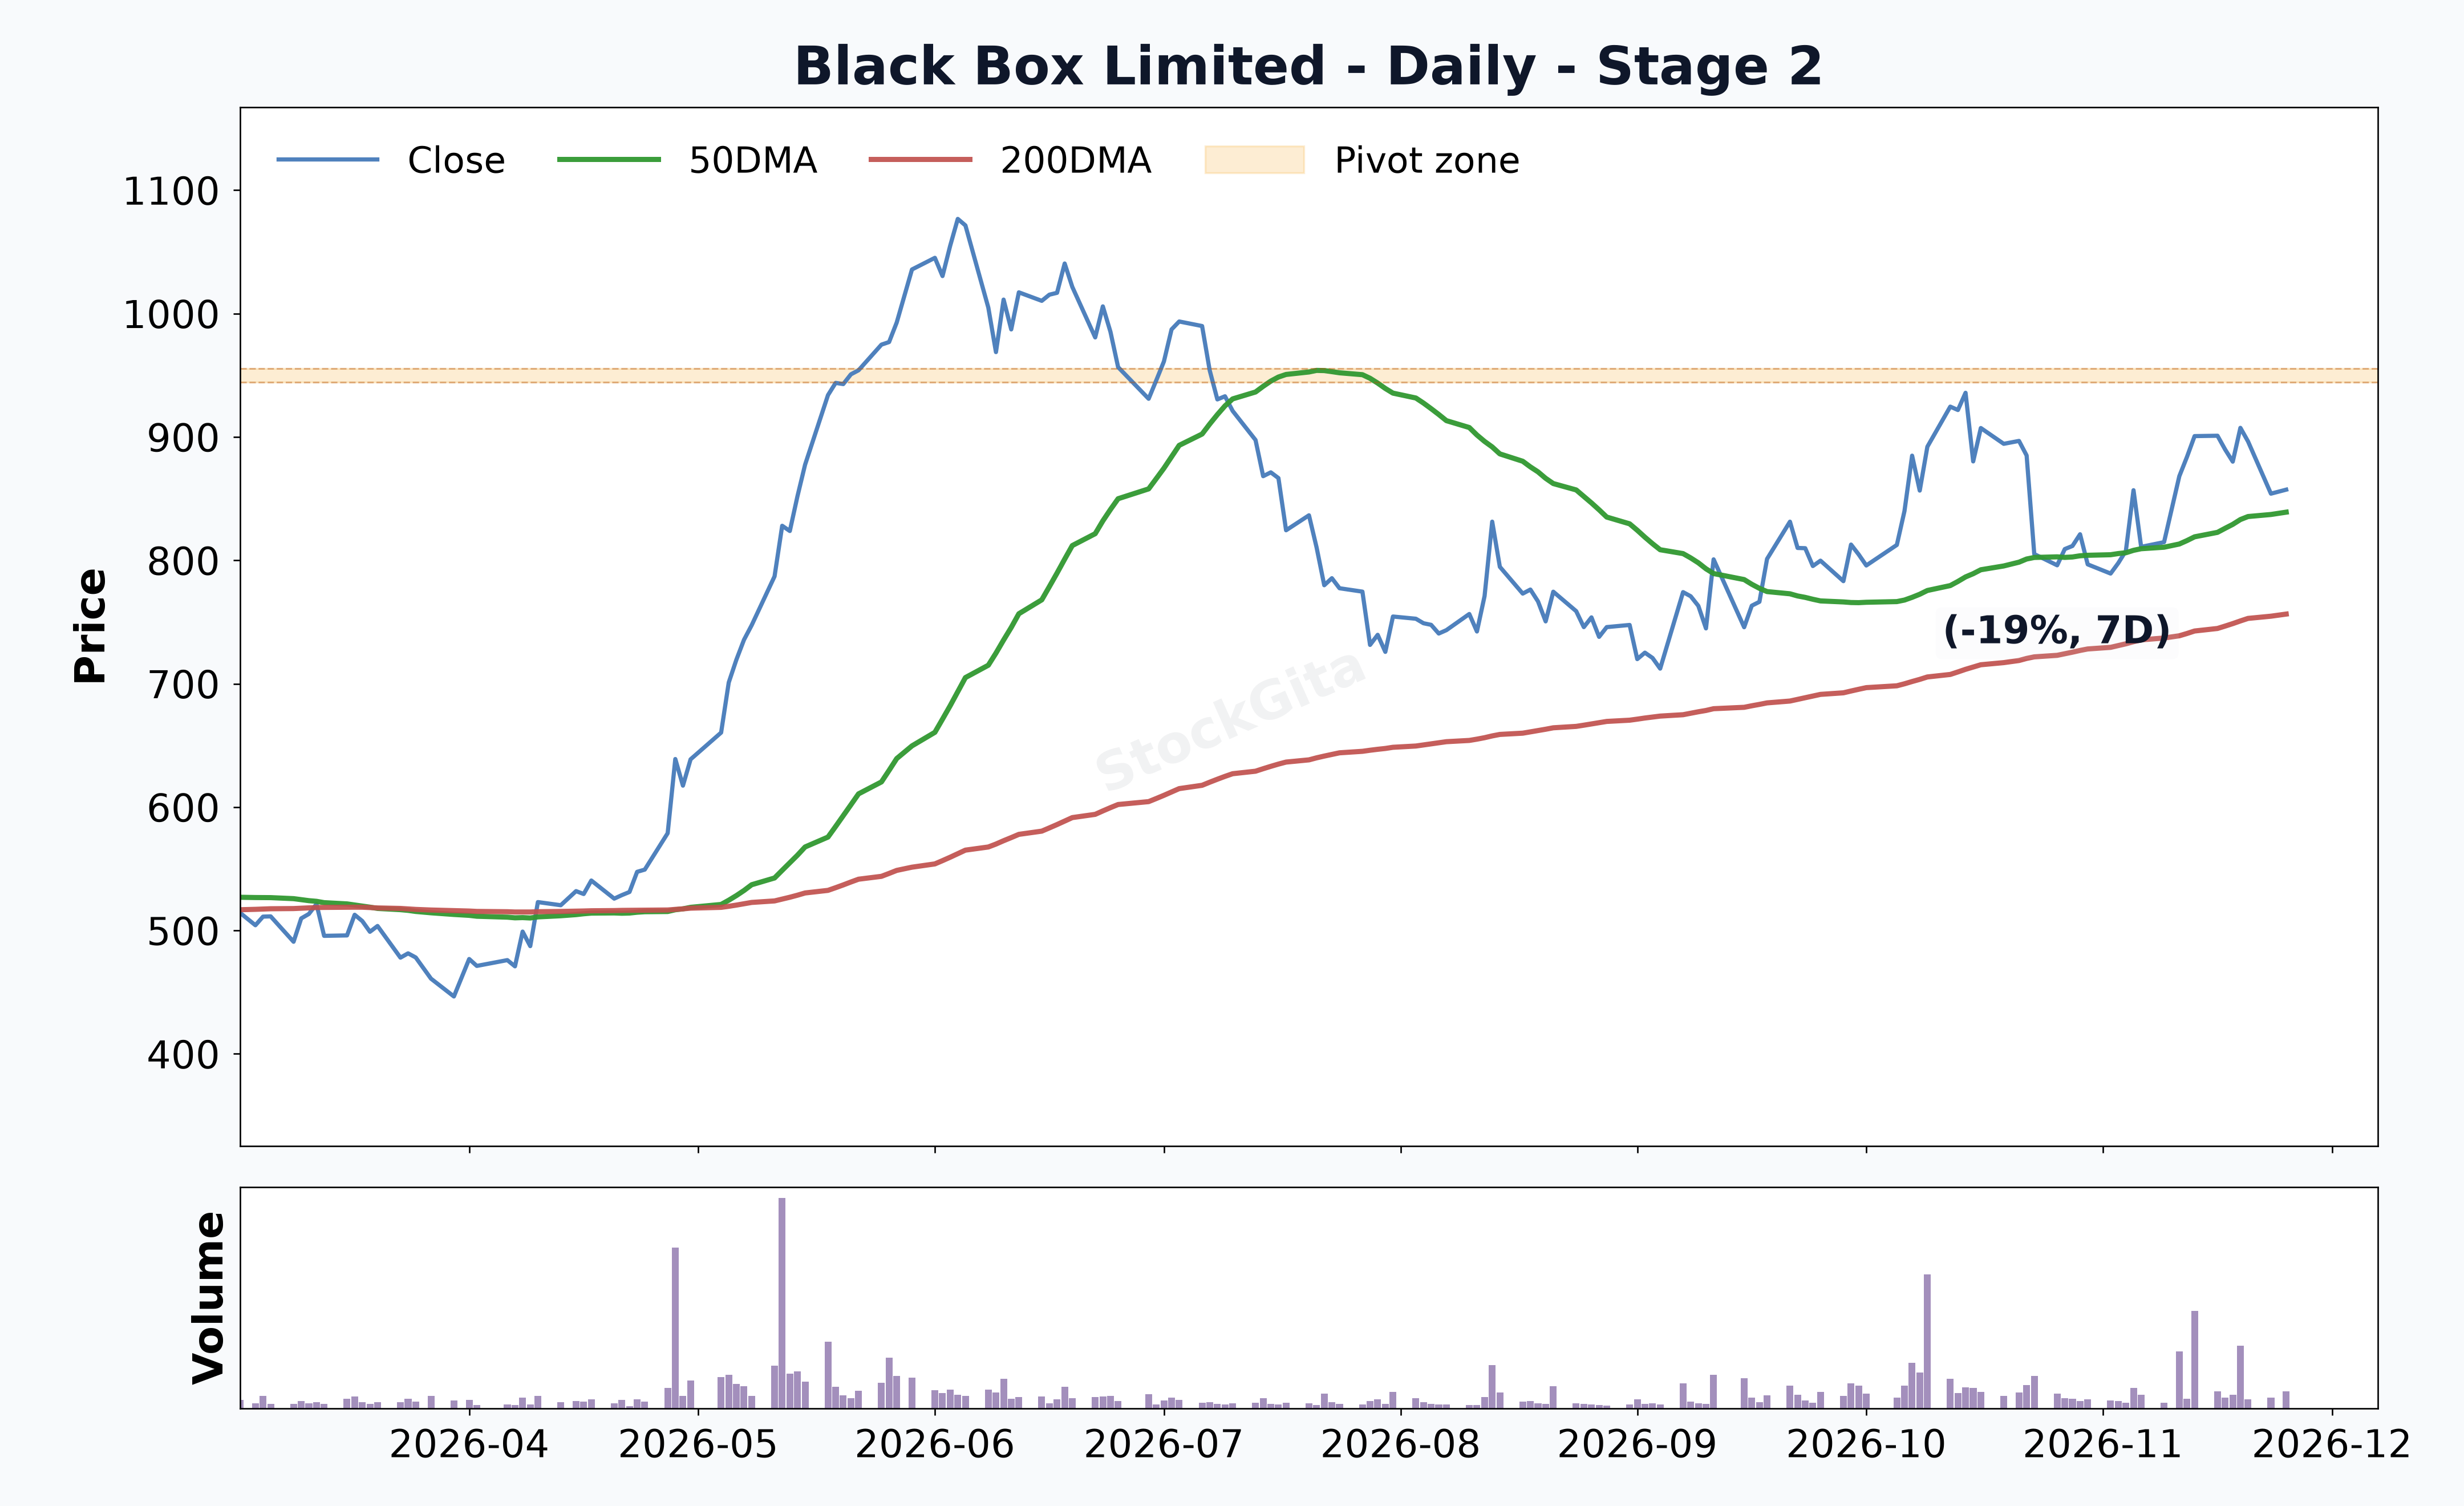 Black Box Limited - Daily - Stage 2
Close 50DMA 200DMA Pivot zone
1100
1000
900
800
700
600
500
400
Price
(-19%, 7D)
StockGita
Volume
2026-04 2026-05 2026-06 2026-07 2026-08 2026-09 2026-10 2026-11 2026-12